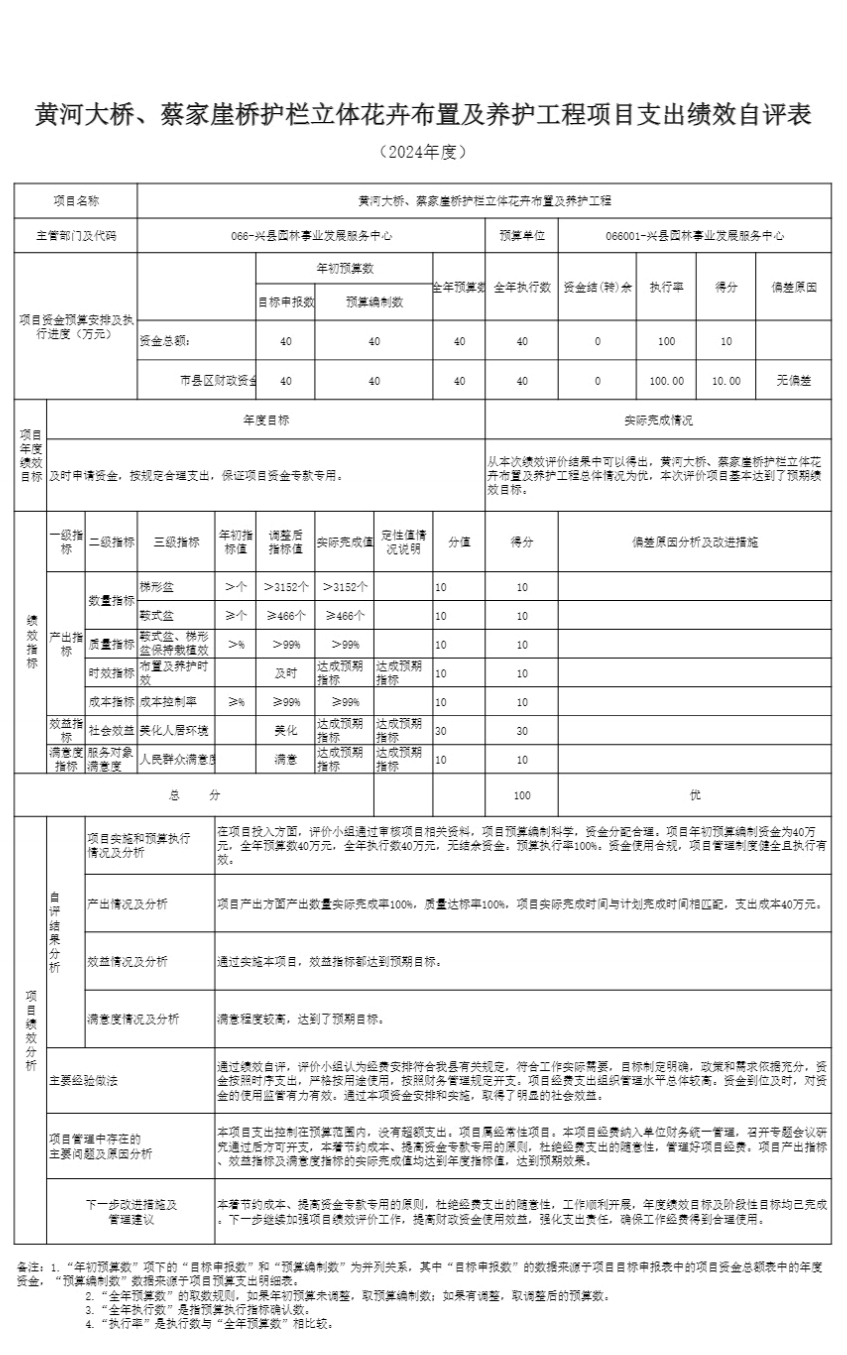 黄河大桥、蔡家崖桥护栏立体花卉布置及养护工程项目支出绩效自评表
（2024年度）
项目名称 黄河大桥、蔡家崖桥护栏立体花卉布置及养护工程
主管部门及代码 066-兴县园林事业发展服务中心 预算单位 066001-兴县园林事业发展服务中心
项目资金预算安排及执
行进度（万元）
年初预算数
目标申报数 预算编制数 全年预算数 全年执行数 资金结(转)余 执行率 得分 偏差原因
资金总额: 40 40 40 40 0 100 10
市县区财政资金 40 40 40 40 0 100.00 10.00 无偏差
项目
年度
绩效
目标
年度目标 实际完成情况
及时申请资金，按规定合理支出，保证项目资金专款专用。
从本次绩效评价结果中可以得出，黄河大桥、蔡家崖桥护栏立体花
卉布置及养护工程总体情况为优，本次评价项目基本达到了预期绩
效目标。
绩
效
指
标
一级指
标
二级指标 三级指标
年初指
标值
调整后
指标值
实际完成值
定性值情
况说明
分值 得分 偏差原因分析及改进措施
产出指
标
数量指标
梯形盆 ＞个 ＞3152个 ＞3152个 10 10
鞍式盆 ≥个 ≥466个 ≥466个 10 10
质量指标
鞍式盆、梯形
盆保持栽植效
＞% ＞99% ＞99% 10 10
时效指标
布置及养护时
效
及时
达成预期
指标
达成预期
指标
10 10
成本指标 成本控制率 ≥% ≥99% ≥99% 10 10
效益指
标
社会效益 美化人居环境 美化
达成预期
指标
达成预期
指标
30 30
满意度
指标
服务对象
满意度
人民群众满意度 满意
达成预期
指标
达成预期
指标
10 10
总 分 100 优
项
目
绩
效
分
析
自
评
结
果
分
析
项目实施和预算执行
情况及分析
在项目投入方面，评价小组通过审核项目相关资料，项目预算编制科学，资金分配合理。项目年初预算编制资金为40万
元，全年预算数40万元，全年执行数40万元，无结余资金。预算执行率100%。资金使用合规，项目管理制度健全且执行有
效。
产出情况及分析 项目产出方面产出数量实际完成率100%，质量达标率100%，项目实际完成时间与计划完成时间相匹配，支出成本40万元。
效益情况及分析 通过实施本项目，效益指标都达到预期目标。
满意度情况及分析 满意程度较高，达到了预期目标。
主要经验做法
通过绩效自评，评价小组认为经费安排符合我县有关规定，符合工作实际需要，目标制定明确，政策和需求依据充分，资
金按照时序支出，严格按用途使用，按照财务管理规定开支。项目经费支出组织管理水平总体较高。资金到位及时，对资
金的使用监管有力有效。通过本项资金安排和实施，取得了明显的社会效益。
项目管理中存在的
主要问题及原因分析
本项目支出控制在预算范围内，没有超额支出。项目属经常性项目。本项目经费纳入单位财务统一管理，召开专题会议研
究通过后方可开支，本着节约成本、提高资金专款专用的原则，杜绝经费支出的随意性，管理好项目经费。项目产出指标
、效益指标及满意度指标的实际完成值均达到年度指标值，达到预期效果。
下一步改进措施及
管理建议
本着节约成本、提高资金专款专用的原则，杜绝经费支出的随意性，工作顺利开展，年度绩效目标及阶段性目标均已完成
。下一步继续加强项目绩效评价工作，提高财政资金使用效益，强化支出责任，确保工作经费得到合理使用。
备注：1.“年初预算数”项下的“目标申报数”和“预算编制数”为并列关系，其中“目标申报数”的数据来源于项目目标申报表中的项目资金总额表中的年度
资金，“预算编制数”数据来源于项目预算支出明细表。
2.“全年预算数”的取数规则，如果年初预算未调整，取预算编制数；如果有调整，取调整后的预算数。
3.“全年执行数”是指预算执行指标确认数。
4.“执行率”是执行数与“全年预算数”相比较。